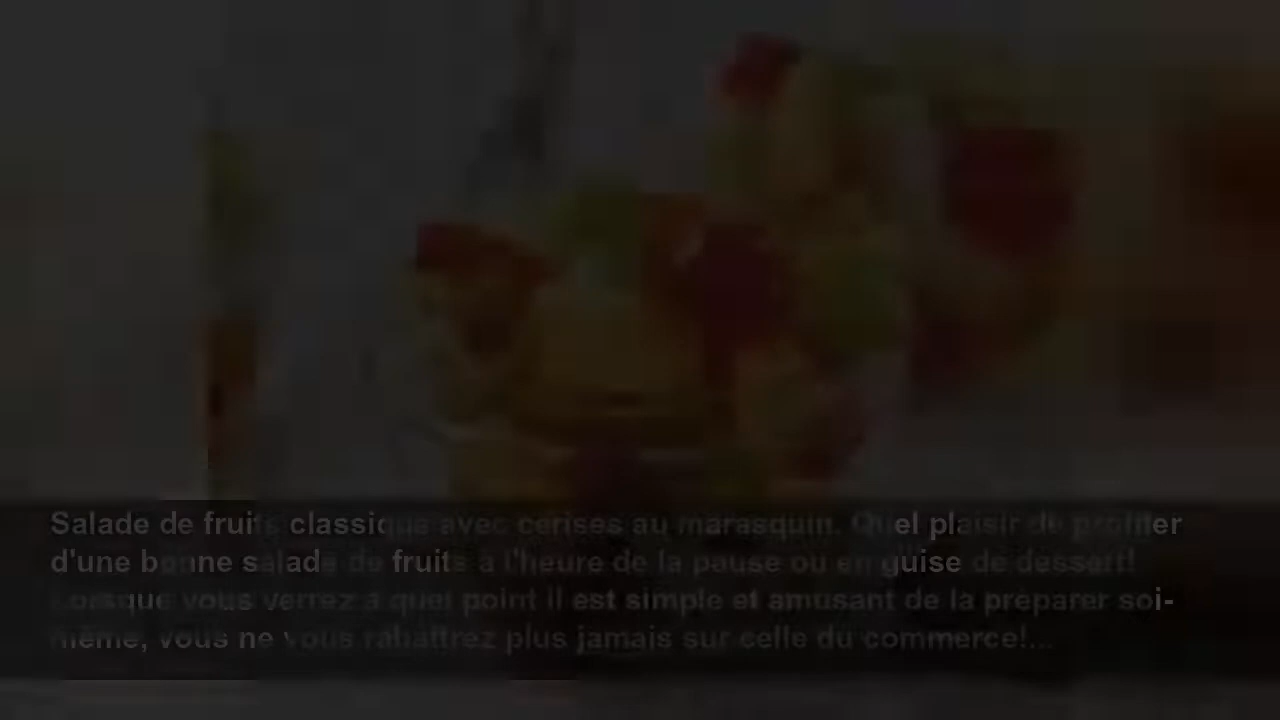 Salade de fruits classique avec cerises au marasquin. Quel plaisir de profiter
d'une bonne salade de fruits à l'heure de la pause ou en guise de dessert!
Lorsque vous verrez à quel point il est simple et amusant de la préparer soi-
même, vous ne vous rabattrez plus jamais sur celle du commerce!...